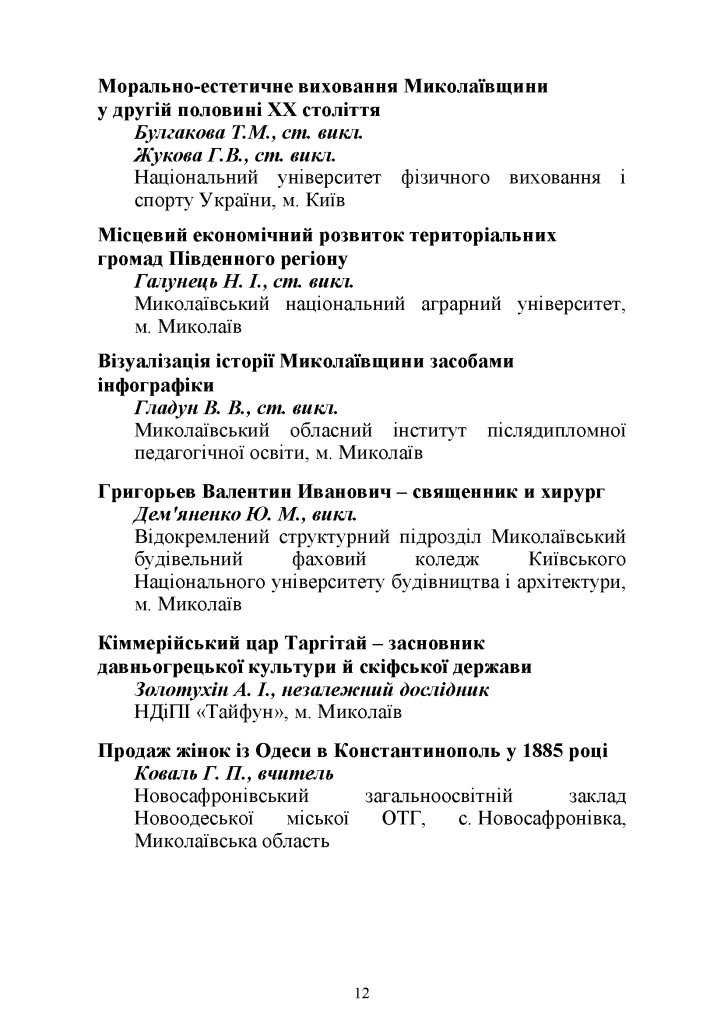 Морально-естетичне виховання Миколаївщини
у другій половині ХХ століття
Булгакова Т.М., ст. викл.
Жукова Г.В., ст. викл.
Національний університет фізичного виховання і
спорту України, м. Київ
Місцевий економічний розвиток територіальних
громад Південного регіону
Галунець Н. І., ст. викл.
Миколаївський національний аграрний університет,
м. Миколаїв
Візуалізація історії Миколаївщини засобами
інфографіки
Гладун В. В., ст. викл.
Миколаївський обласний інститут післядипломної
педагогічної освіти, м. Миколаїв
Григорьев Валентин Иванович – священник и хирург
Дем'яненко Ю. М., викл.
Відокремлений структурний підрозділ Миколаївський
будівельний фаховий коледж Київського
Національного університету будівництва і архітектури,
м. Миколаїв
Кіммерійський цар Таргітай – засновник
давньогрецької культури й скіфської держави
Золотухін А. І., незалежний дослідник
НДіПІ «Тайфун», м. Миколаїв
Продаж жінок із Одеси в Константинополь у 1885 році
Коваль Г. П., вчитель
Новосафронівський загальноосвітній заклад
Новоодеської міської ОТГ, с. Новосафронівка,
Миколаївська область
12